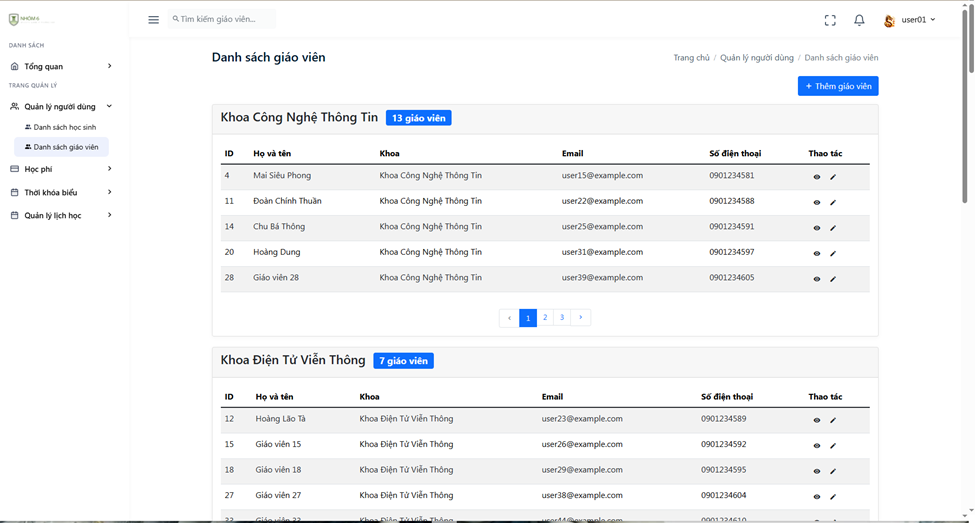 NHOM 6
Tìm kiếm giáo viên...
user01
DANH SÁCH
Tổng quan
TRANG QUẢN LÝ
Quản lý người dùng
Danh sách học sinh
Danh sách giáo viên
Học phí
Thời khóa biểu
Quản lý lịch học
Danh sách giáo viên
Trang chủ / Quản lý người dùng / Danh sách giáo viên
+ Thêm giáo viên
Khoa Công Nghệ Thông Tin 13 giáo viên
ID Họ và tên Khoa Email Số điện thoại Thao tác
4 Mai Siêu Phong Khoa Công Nghệ Thông Tin user15@example.com 0901234581
11 Đoàn Chính Thuần Khoa Công Nghệ Thông Tin user22@example.com 0901234588
14 Chu Bá Thông Khoa Công Nghệ Thông Tin user25@example.com 0901234591
20 Hoàng Dung Khoa Công Nghệ Thông Tin user31@example.com 0901234597
28 Giáo viên 28 Khoa Công Nghệ Thông Tin user39@example.com 0901234605
‹ 1 2 3 ›
Khoa Điện Tử Viễn Thông 7 giáo viên
ID Họ và tên Khoa Email Số điện thoại Thao tác
12 Hoàng Lão Tà Khoa Điện Tử Viễn Thông user23@example.com 0901234589
15 Giáo viên 15 Khoa Điện Tử Viễn Thông user26@example.com 0901234592
18 Giáo viên 18 Khoa Điện Tử Viễn Thông user29@example.com 0901234595
27 Giáo viên 27 Khoa Điện Tử Viễn Thông user38@example.com 0901234604
33 Giáo viên 33 Khoa Điện Tử Viễn Thông user44@example.com 0901234610